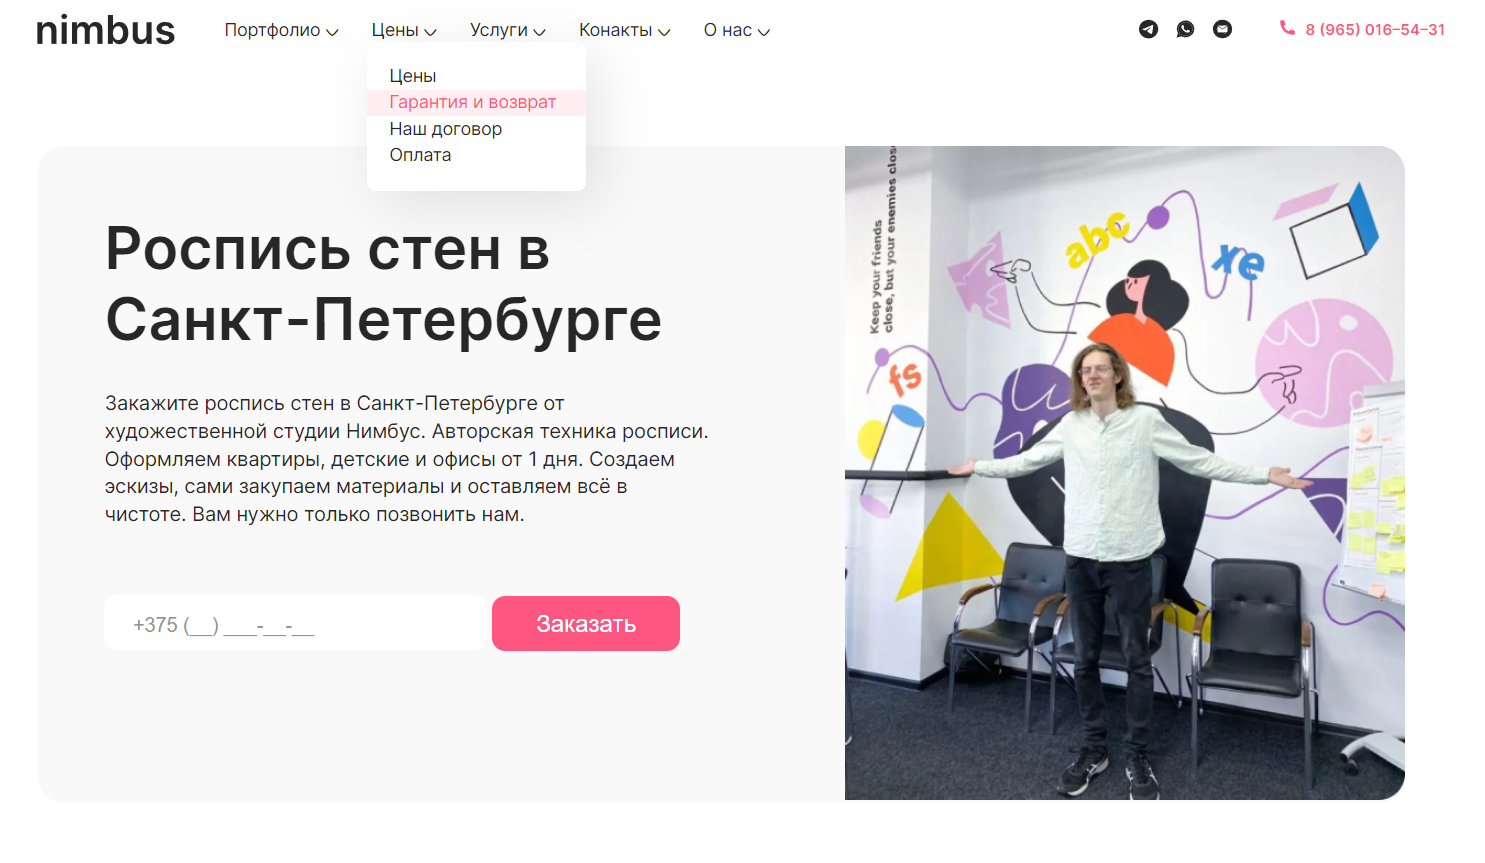 nimbus
Портфолио Цены Услуги Конакты О нас 8 (965) 016–54–31
Цены
Гарантия и возврат
Наш договор
Оплата
Роспись стен в
Санкт-Петербурге
Закажите роспись стен в Санкт-Петербурге от
художественной студии Нимбус. Авторская техника росписи.
Оформляем квартиры, детские и офисы от 1 дня. Создаем
эскизы, сами закупаем материалы и оставляем всё в
чистоте. Вам нужно только позвонить нам.
+375 (__) ___-__-__
Заказать
Keep your friends
close, but your enemies clos
abc
xe
fs